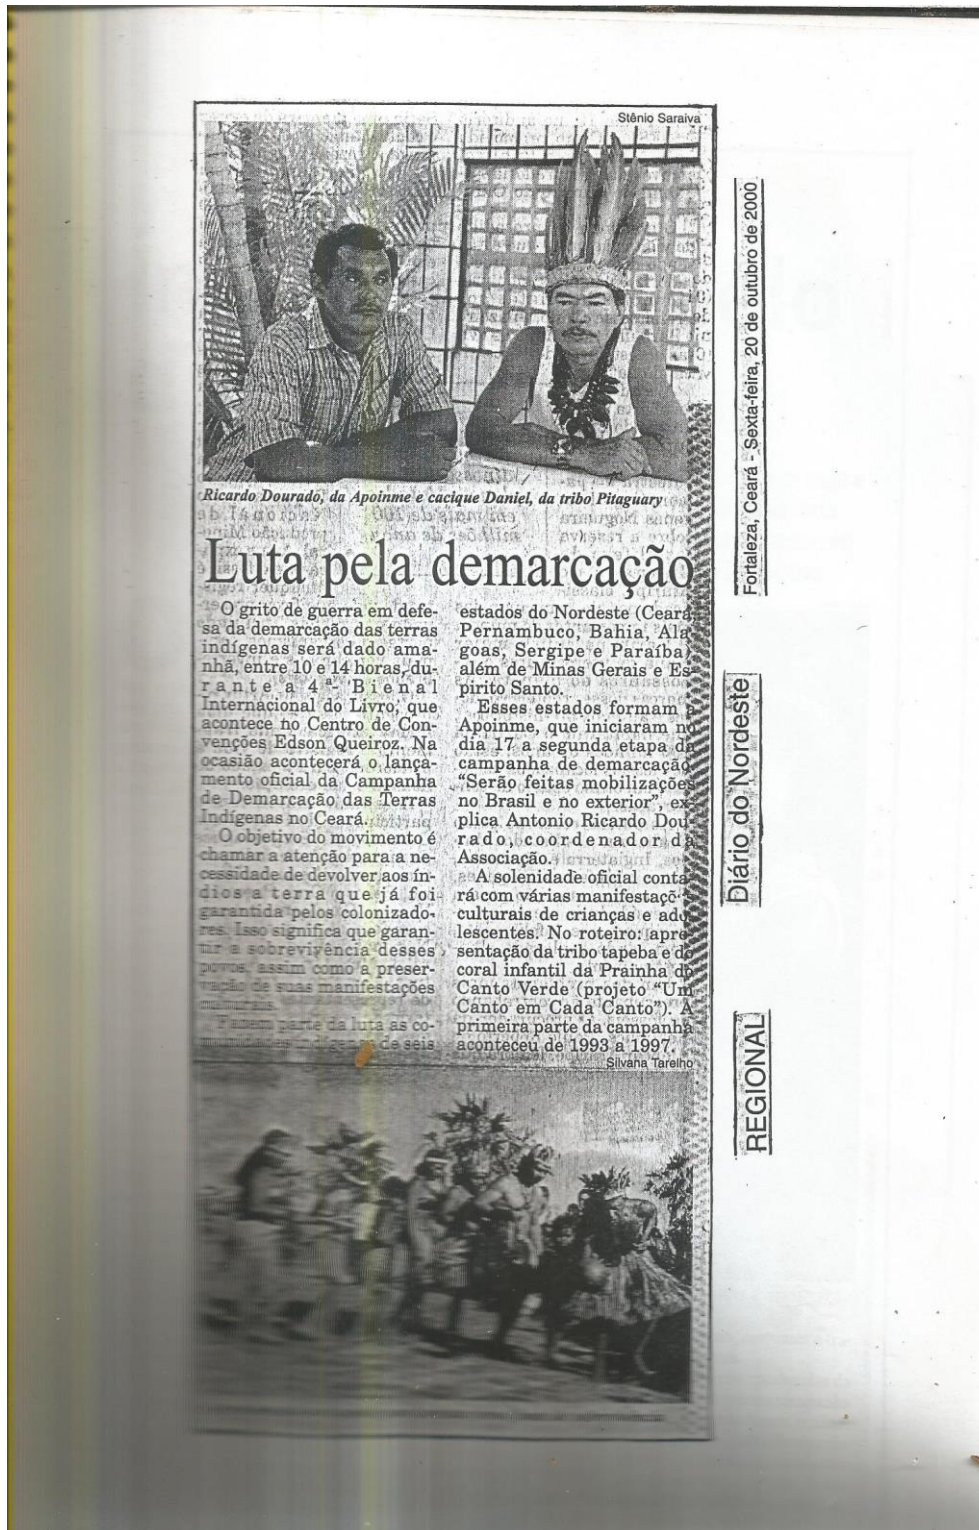 Stênio Saraiva
Ricardo Dourado, da Apoinme e cacique Daniel, da tribo Pitaguary
Luta pela demarcação
O grito de guerra em defe-
sa da demarcação das terras
indígenas será dado ama-
nhã, entre 10 e 14 horas, du-
rante a 4ª Bienal
Internacional do Livro, que
acontece no Centro de Con-
venções Edson Queiroz. Na
ocasião acontecerá o lança-
mento oficial da Campanha
de Demarcação das Terras
Indígenas no Ceará.
O objetivo do movimento é
chamar a atenção para a ne-
cessidade de devolver aos ín-
dios a terra que já foi
garantida pelos colonizado-
res. Isso significa que garan-
tir a sobrevivência desses
povos, assim como a preser-
vação de suas manifestações
culturais.
Fazem parte da luta as co-
munidades indígenas de seis
estados do Nordeste (Ceará
Pernambuco, Bahia, Ala
goas, Sergipe e Paraíba)
além de Minas Gerais e Es
pirito Santo.
Esses estados formam a
Apoinme, que iniciaram no
dia 17 a segunda etapa da
campanha de demarcação.
“Serão feitas mobilizações
no Brasil e no exterior”, ex
plica Antonio Ricardo Dou-
rado, coordenador da
Associação.
A solenidade oficial conta
rá com várias manifestaçõ
culturais de crianças e ado
lescentes. No roteiro: apre
sentação da tribo tapeba e do
coral infantil da Prainha do
Canto Verde (projeto “Um
Canto em Cada Canto”). A
primeira parte da campanha
aconteceu de 1993 a 1997.
Silvana Tarelho
Fortaleza, Ceará - Sexta-feira, 20 de outubro de 2000
Diário do Nordeste
REGIONAL